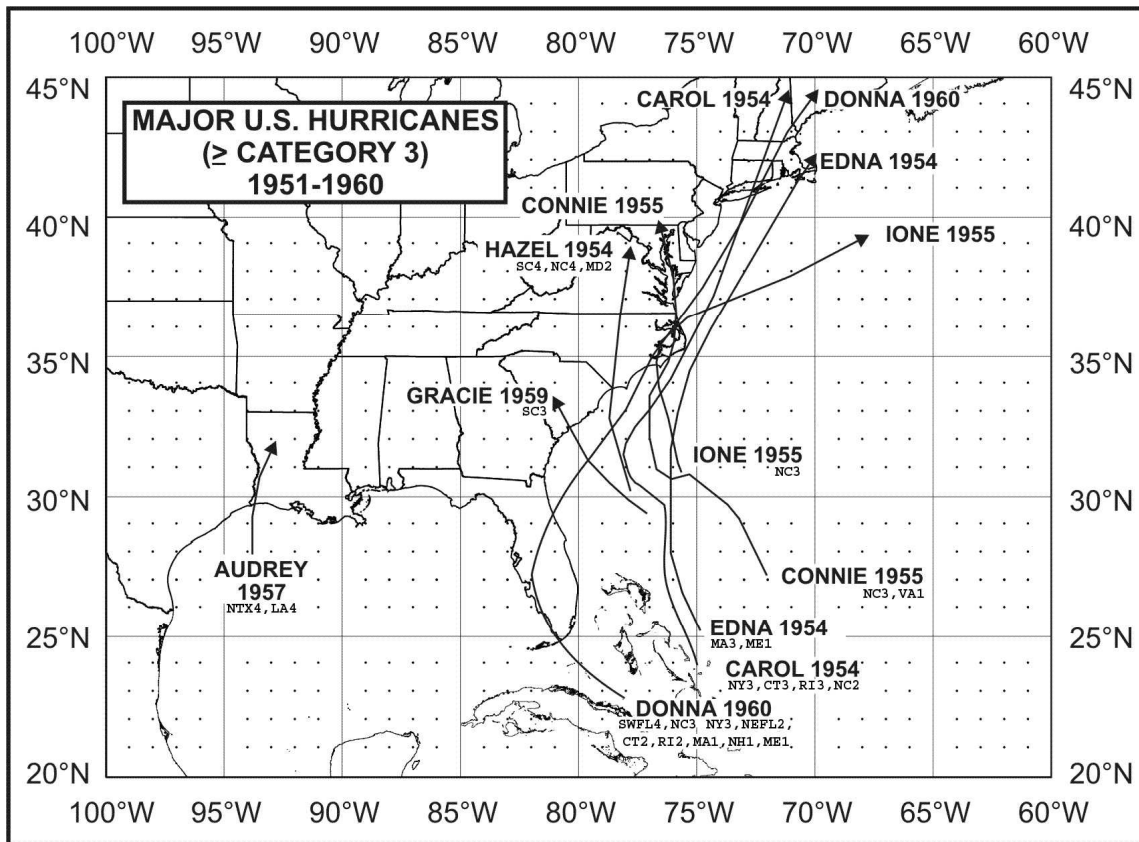 100°W 95°W 90°W 85°W 80°W 75°W 70°W 65°W 60°W
45°N 45°N
MAJOR U.S. HURRICANES
(≥ CATEGORY 3)
1951-1960
CAROL 1954
DONNA 1960
EDNA 1954
CONNIE 1955
40°N 40°N
IONE 1955
HAZEL 1954
SC4,NC4,MD2
35°N 35°N
GRACIE 1959
SC3
IONE 1955
NC3
30°N 30°N
AUDREY
1957
NTX4,LA4
CONNIE 1955
NC3,VA1
25°N 25°N
EDNA 1954
MA3,ME1
CAROL 1954
NY3,CT3,RI3,NC2
DONNA 1960
SWFL4,NC3 NY3,NEFL2,
CT2,RI2,MA1,NH1,ME1
20°N 20°N
100°W 95°W 90°W 85°W 80°W 75°W 70°W 65°W 60°W